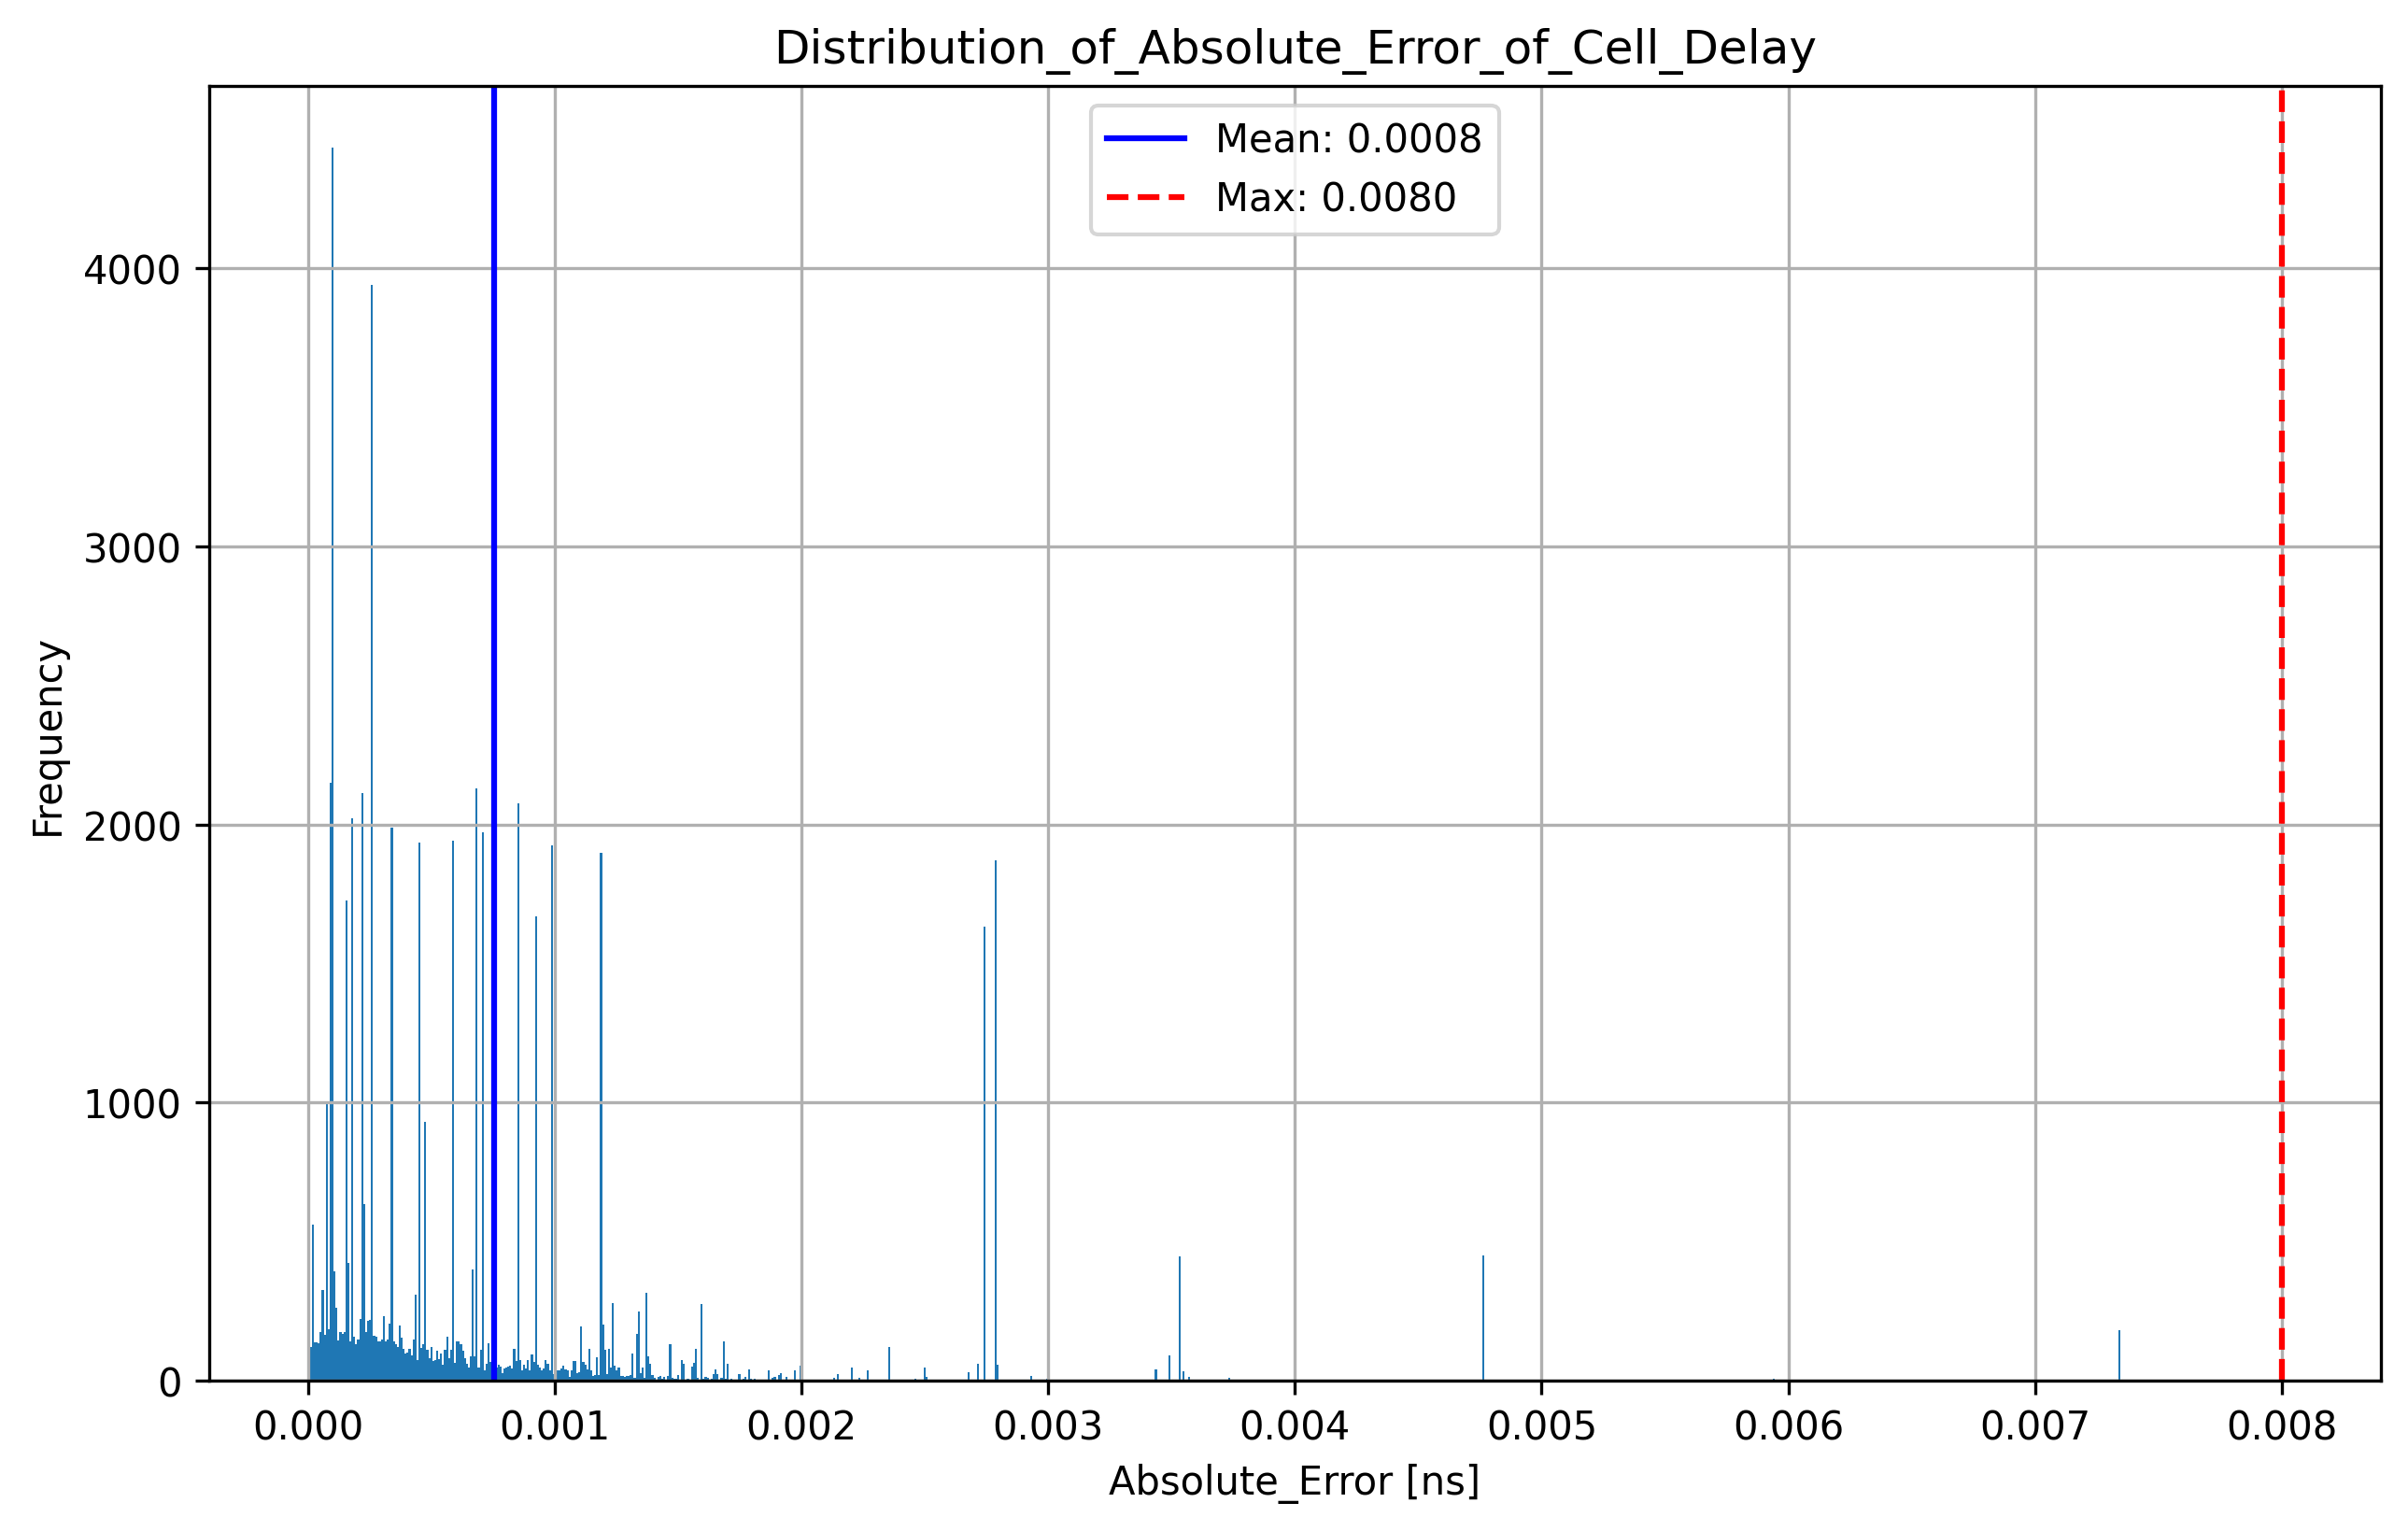 Distribution_of_Absolute_Error_of_Cell_Delay
Mean: 0.0008
Max: 0.0080
4000
3000
2000
1000
0
Frequency
0.000 0.001 0.002 0.003 0.004 0.005 0.006 0.007 0.008
Absolute_Error [ns]